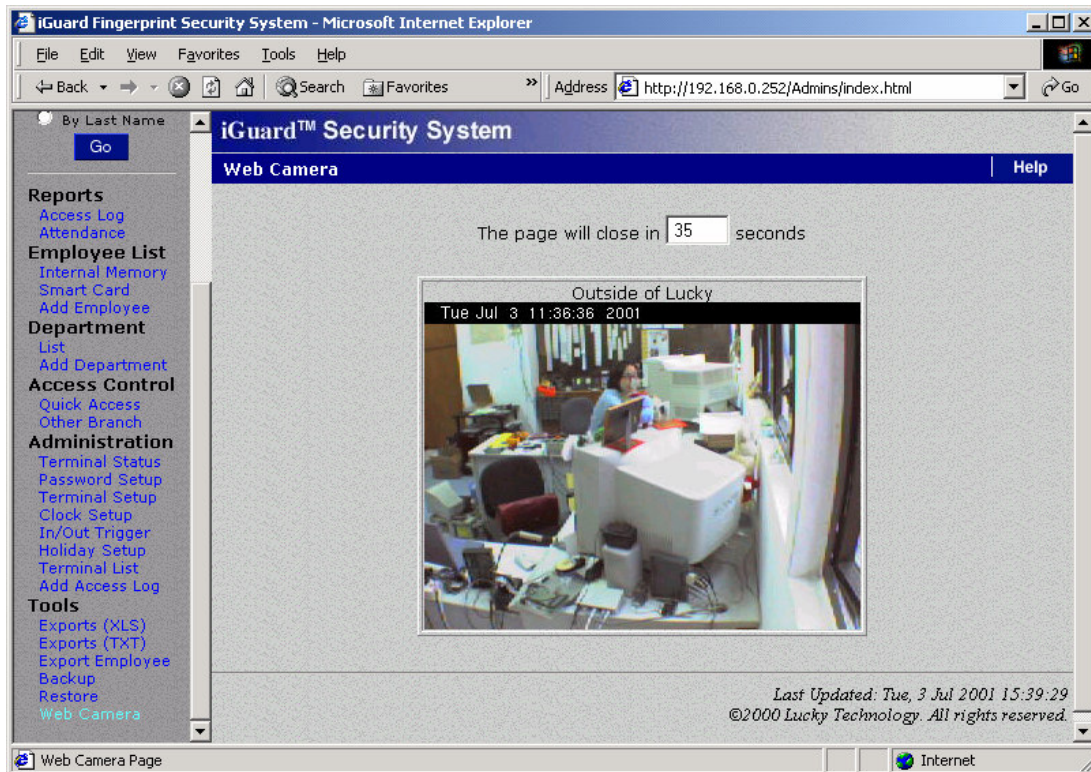 iGuard Fingerprint Security System - Microsoft Internet Explorer
File Edit View Favorites Tools Help
Back Search Favorites » Address http://192.168.0.252/Admins/index.html Go
By Last Name
Go
Reports
Access Log
Attendance
Employee List
Internal Memory
Smart Card
Add Employee
Department
List
Add Department
Access Control
Quick Access
Other Branch
Administration
Terminal Status
Password Setup
Terminal Setup
Clock Setup
In/Out Trigger
Holiday Setup
Terminal List
Add Access Log
Tools
Exports (XLS)
Exports (TXT)
Export Employee
Backup
Restore
Web Camera
iGuard™ Security System
Web Camera Help
The page will close in 35 seconds
Outside of Lucky
Tue Jul 3 11:36:36 2001
Last Updated: Tue, 3 Jul 2001 15:39:29
©2000 Lucky Technology. All rights reserved.
Web Camera Page Internet